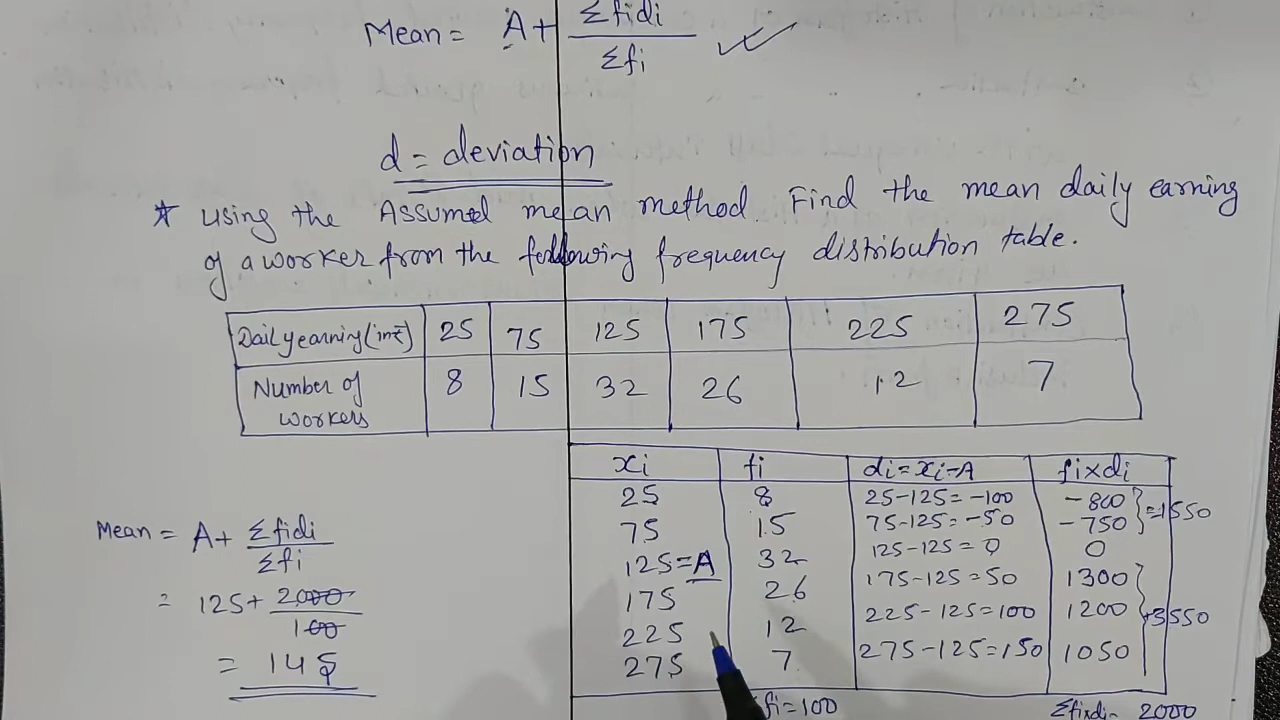 Mean = A + Σfidi / Σfi
d = deviation
* Using the Assumed mean method. Find the mean daily earning
of a worker from the following frequency distribution table.
Daily earning (in ₹) 25 75 125 175 225 275
Number of workers 8 15 32 26 12 7
xi fi di = xi-A fi×di
25 8 25-125 = -100 -800
75 15 75-125 = -50 -750
} = 1550
125 = A 32 125-125 = 0 0
175 26 175-125 = 50 1300
225 12 225-125 = 100 1200
} +3550
275 7 275-125 = 150 1050
fi = 100 Σfixdi = 2000
Mean = A + Σfidi / Σfi
= 125 + 2000 / 100
= 145